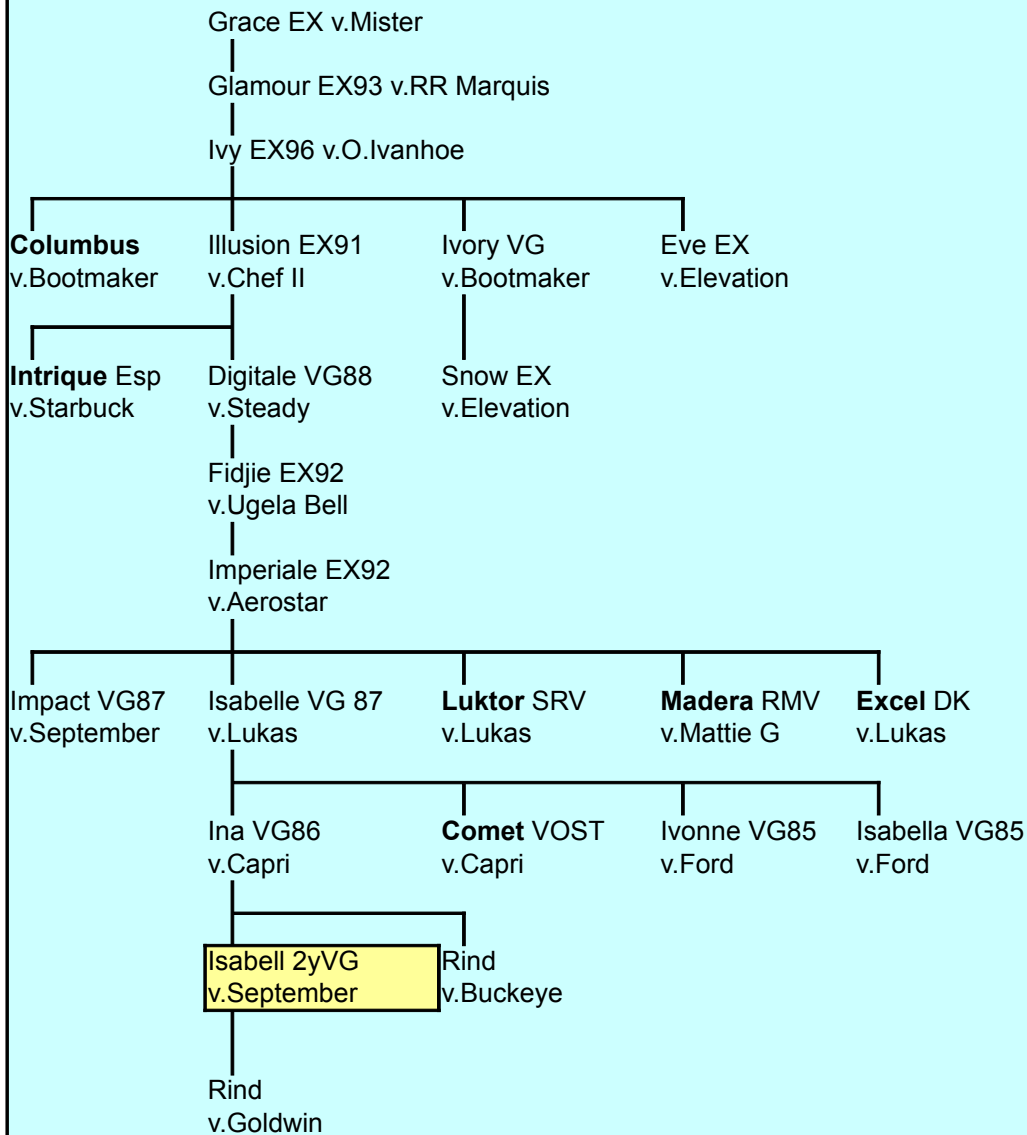 Grace EX v.Mister
Glamour EX93 v.RR Marquis
Ivy EX96 v.O.Ivanhoe
Columbus
v.Bootmaker
Illusion EX91
v.Chef II
Ivory VG
v.Bootmaker
Eve EX
v.Elevation
Intrique Esp
v.Starbuck
Digitale VG88
v.Steady
Snow EX
v.Elevation
Fidjie EX92
v.Ugela Bell
Imperiale EX92
v.Aerostar
Impact VG87
v.September
Isabelle VG 87
v.Lukas
Luktor SRV
v.Lukas
Madera RMV
v.Mattie G
Excel DK
v.Lukas
Ina VG86
v.Capri
Comet VOST
v.Capri
Ivonne VG85
v.Ford
Isabella VG85
v.Ford
Isabell 2yVG
v.September
Rind
v.Buckeye
Rind
v.Goldwin